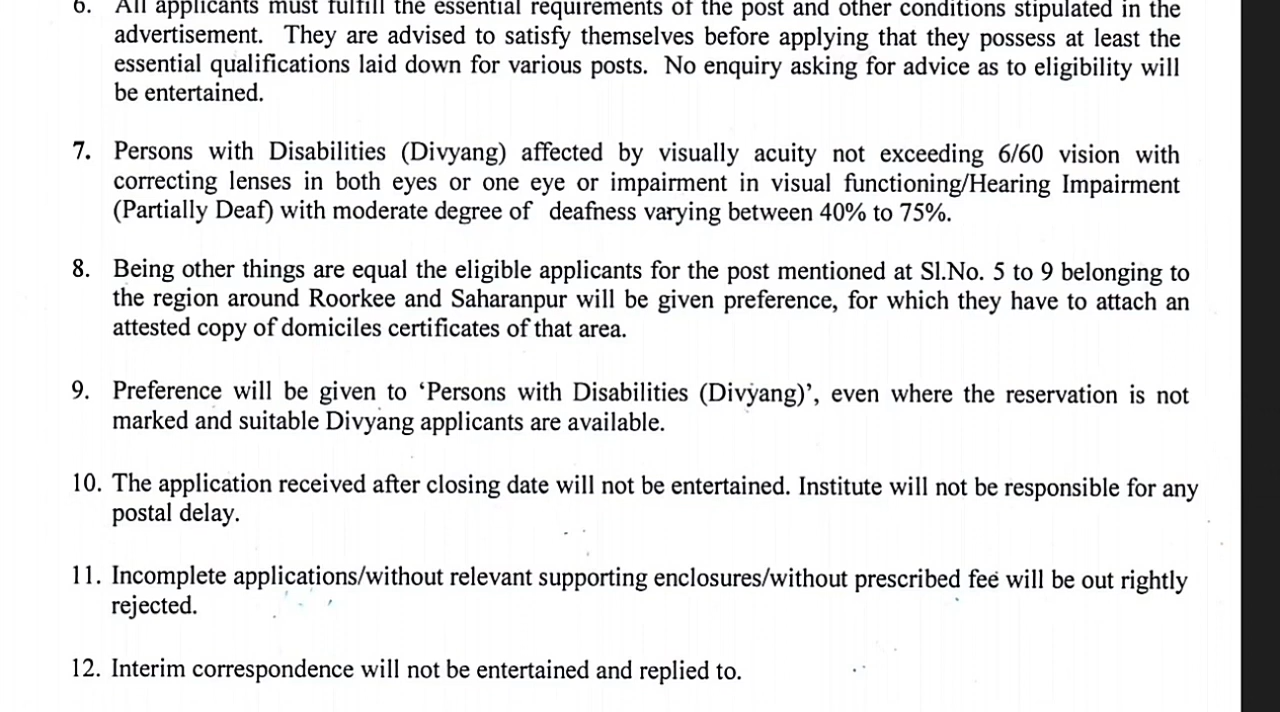 6. All applicants must fulfill the essential requirements of the post and other conditions stipulated in the
advertisement. They are advised to satisfy themselves before applying that they possess at least the
essential qualifications laid down for various posts. No enquiry asking for advice as to eligibility will
be entertained.
7. Persons with Disabilities (Divyang) affected by visually acuity not exceeding 6/60 vision with
correcting lenses in both eyes or one eye or impairment in visual functioning/Hearing Impairment
(Partially Deaf) with moderate degree of deafness varying between 40% to 75%.
8. Being other things are equal the eligible applicants for the post mentioned at Sl.No. 5 to 9 belonging to
the region around Roorkee and Saharanpur will be given preference, for which they have to attach an
attested copy of domiciles certificates of that area.
9. Preference will be given to ‘Persons with Disabilities (Divyang)’, even where the reservation is not
marked and suitable Divyang applicants are available.
10. The application received after closing date will not be entertained. Institute will not be responsible for any
postal delay.
11. Incomplete applications/without relevant supporting enclosures/without prescribed fee will be out rightly
rejected.
12. Interim correspondence will not be entertained and replied to.